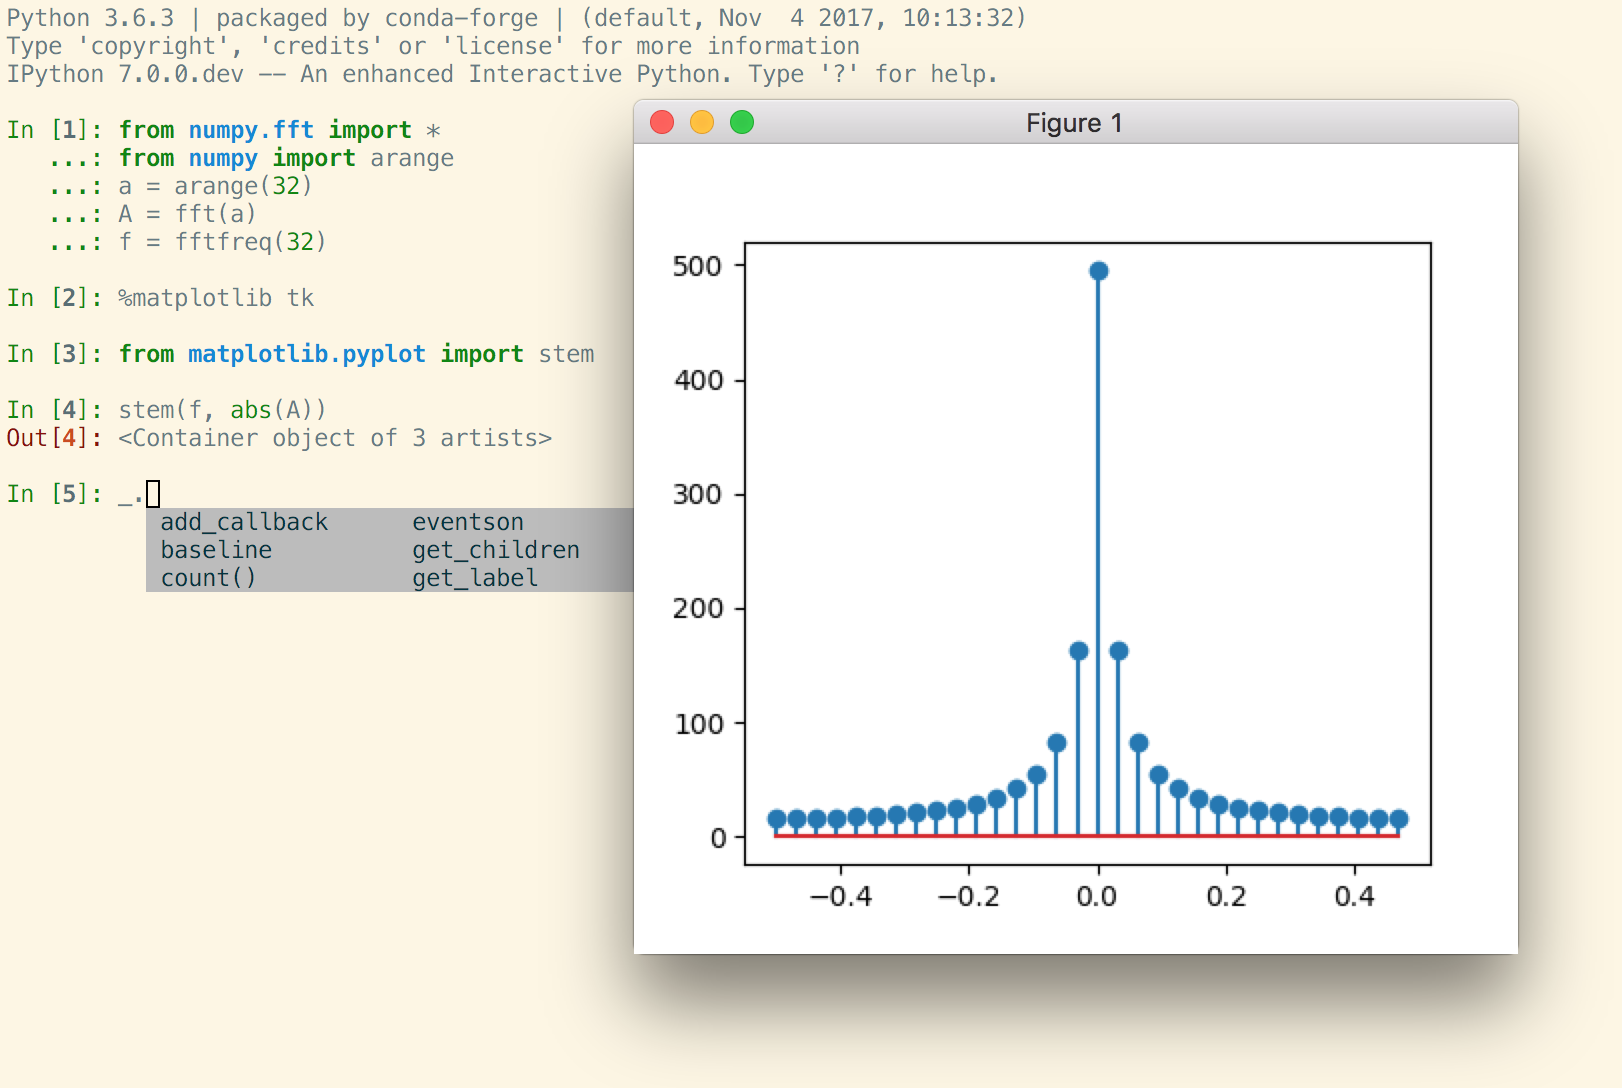 Python 3.6.3 | packaged by conda-forge | (default, Nov  4 2017, 10:13:32)
Type 'copyright', 'credits' or 'license' for more information
IPython 7.0.0.dev -- An enhanced Interactive Python. Type '?' for help.
In [1]: from numpy.fft import *
   ...: from numpy import arange
   ...: a = arange(32)
   ...: A = fft(a)
   ...: f = fftfreq(32)
In [2]: %matplotlib tk
In [3]: from matplotlib.pyplot import stem
In [4]: stem(f, abs(A))
Out[4]: <Container object of 3 artists>
In [5]: _.
add_callback      eventson
baseline          get_children
count()           get_label
Figure 1
500
400
300
200
100
0
−0.4 −0.2 0.0 0.2 0.4